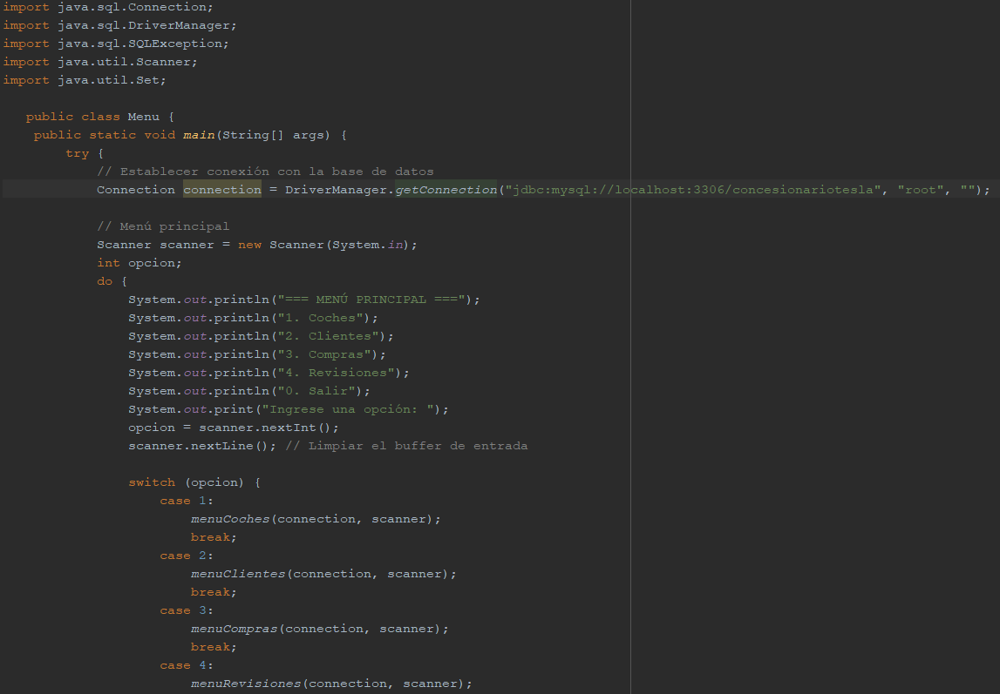 import java.sql.Connection;
import java.sql.DriverManager;
import java.sql.SQLException;
import java.util.Scanner;
import java.util.Set;
public class Menu {
public static void main(String[] args) {
try {
// Establecer conexión con la base de datos
Connection connection = DriverManager.getConnection("jdbc:mysql://localhost:3306/concesionariotesla", "root", "");
// Menú principal
Scanner scanner = new Scanner(System.in);
int opcion;
do {
System.out.println("=== MENÚ PRINCIPAL ===");
System.out.println("1. Coches");
System.out.println("2. Clientes");
System.out.println("3. Compras");
System.out.println("4. Revisiones");
System.out.println("0. Salir");
System.out.print("Ingrese una opción: ");
opcion = scanner.nextInt();
scanner.nextLine(); // Limpiar el buffer de entrada
switch (opcion) {
case 1:
menuCoches(connection, scanner);
break;
case 2:
menuClientes(connection, scanner);
break;
case 3:
menuCompras(connection, scanner);
break;
case 4:
menuRevisiones(connection, scanner);